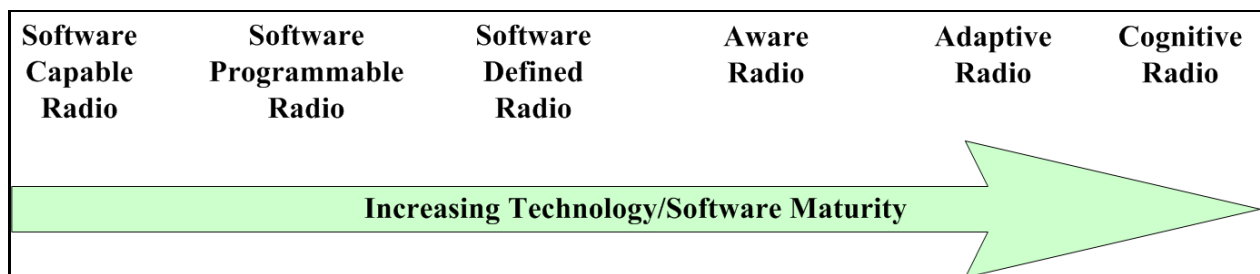 Software
Capable
Radio
Software
Programmable
Radio
Software
Defined
Radio
Aware
Radio
Adaptive
Radio
Cognitive
Radio
Increasing Technology/Software Maturity